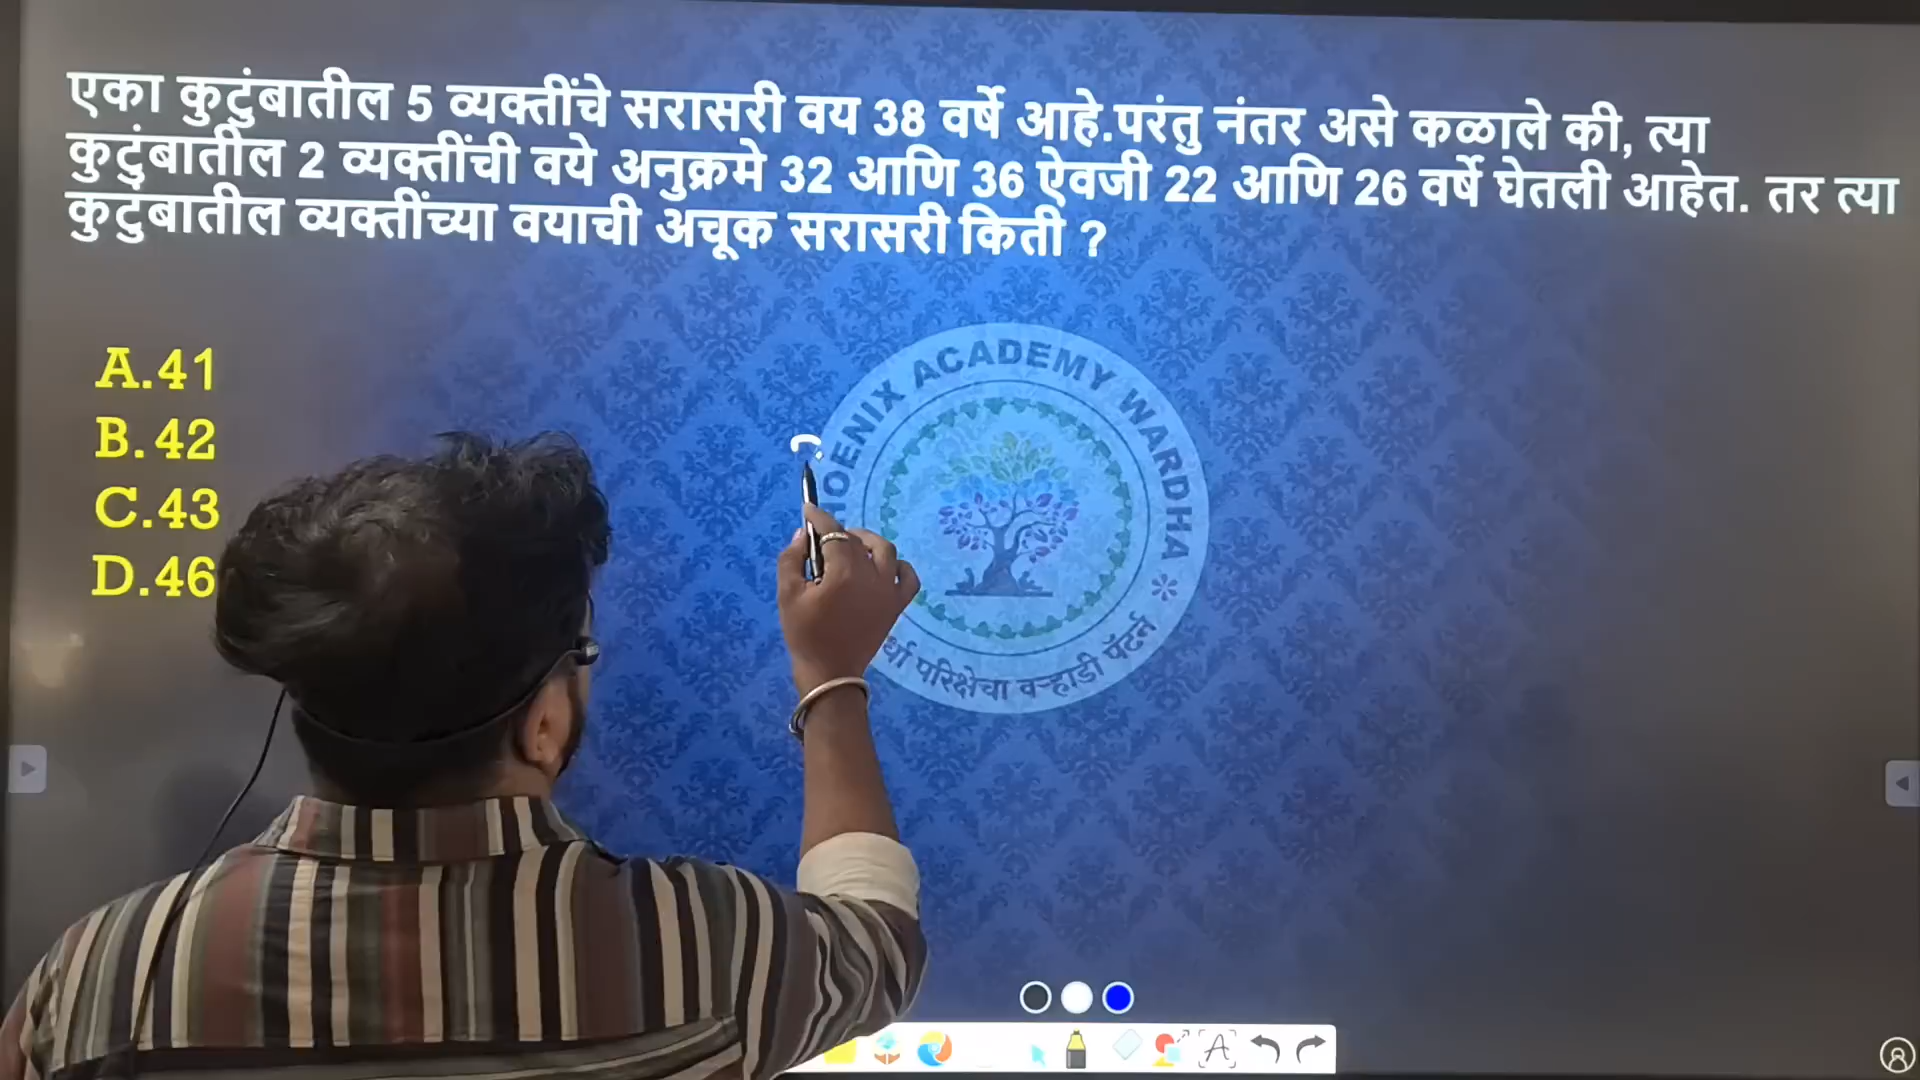 एका कुटुंबातील 5 व्यक्तींचे सरासरी वय 38 वर्षे आहे.परंतु नंतर असे कळाले की, त्या
कुटुंबातील 2 व्यक्तींची वये अनुक्रमे 32 आणि 36 ऐवजी 22 आणि 26 वर्षे घेतली आहेत. तर त्या
कुटुंबातील व्यक्तींच्या वयाची अचूक सरासरी किती ?
A.41
B.42
C.43
D.46
ACADEMY WARDHA
परिक्षेचा वऱ्हाडी पॅटर्न